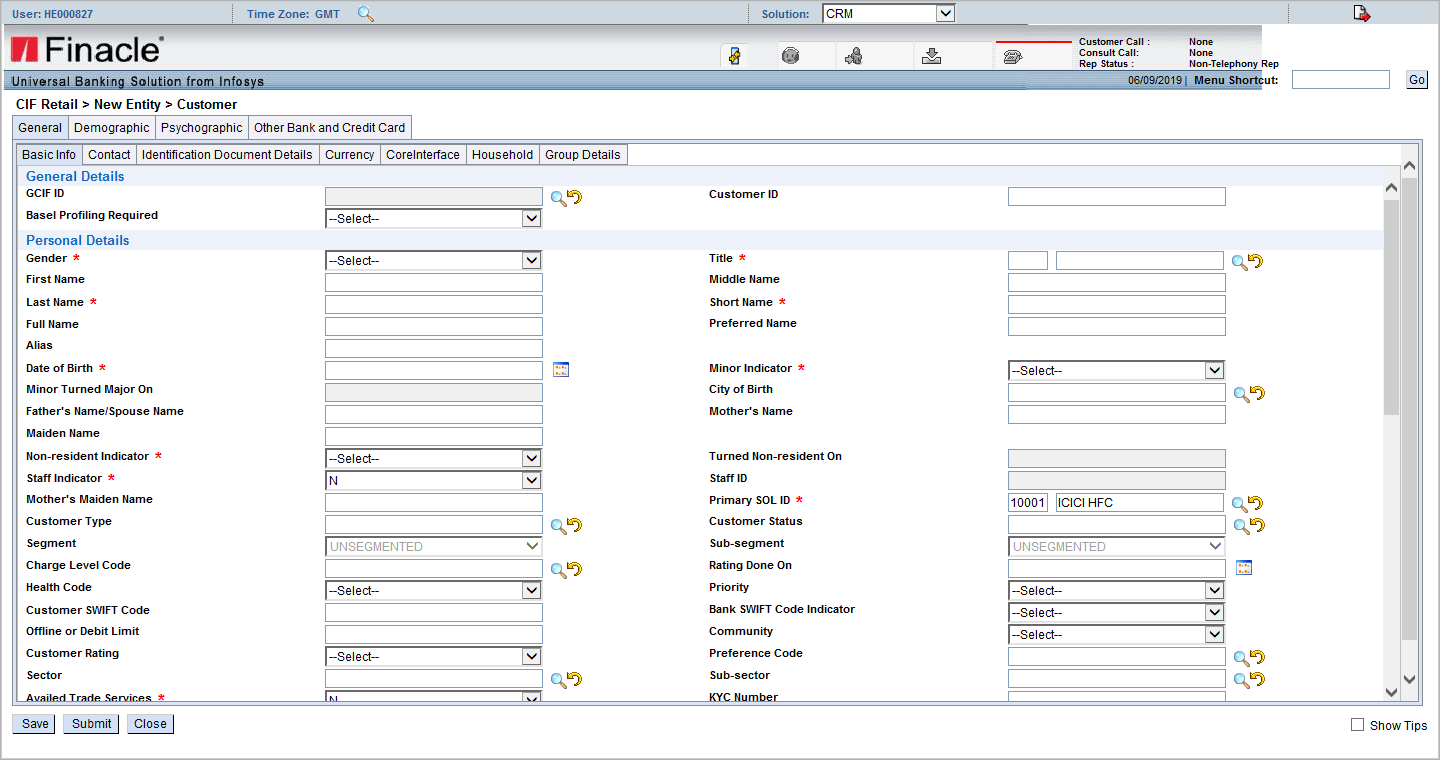 User: HE000827 Time Zone: GMT Solution: CRM
Finacle
Customer Call : None
Consult Call: None
Rep Status : Non-Telephony Rep
Universal Banking Solution from Infosys 06/09/2019 | Menu Shortcut: Go
CIF Retail > New Entity > Customer
General Demographic Psychographic Other Bank and Credit Card
Basic Info Contact Identification Document Details Currency CoreInterface Household Group Details
General Details
GCIF ID Customer ID
Basel Profiling Required --Select--
Personal Details
Gender * --Select-- Title *
First Name Middle Name
Last Name * Short Name *
Full Name Preferred Name
Alias
Date of Birth * Minor Indicator * --Select--
Minor Turned Major On City of Birth
Father's Name/Spouse Name Mother's Name
Maiden Name
Non-resident Indicator * --Select-- Turned Non-resident On
Staff Indicator * N Staff ID
Mother's Maiden Name Primary SOL ID * 10001 ICICI HFC
Customer Type Customer Status
Segment UNSEGMENTED Sub-segment UNSEGMENTED
Charge Level Code Rating Done On
Health Code --Select-- Priority --Select--
Customer SWIFT Code Bank SWIFT Code Indicator --Select--
Offline or Debit Limit Community --Select--
Customer Rating --Select-- Preference Code
Sector Sub-sector
Availed Trade Services * N KYC Number
Save Submit Close Show Tips